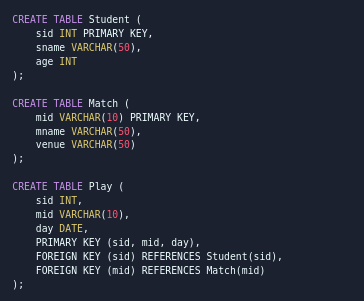 CREATE TABLE Student (
    sid INT PRIMARY KEY,
    sname VARCHAR(50),
    age INT
);

CREATE TABLE Match (
    mid VARCHAR(10) PRIMARY KEY,
    mname VARCHAR(50),
    venue VARCHAR(50)
);

CREATE TABLE Play (
    sid INT,
    mid VARCHAR(10),
    day DATE,
    PRIMARY KEY (sid, mid, day),
    FOREIGN KEY (sid) REFERENCES Student(sid),
    FOREIGN KEY (mid) REFERENCES Match(mid)
);